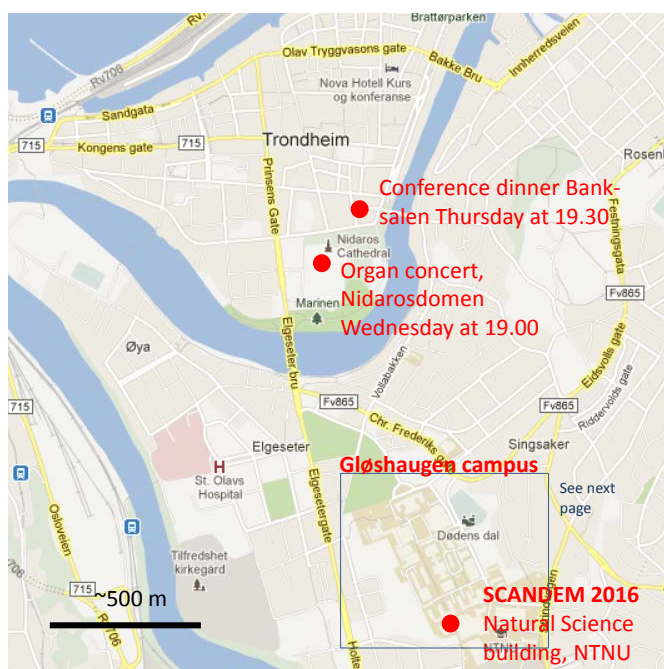 Brattørparken
Rv706
Olav Tryggvasons gate
Bakke Bru
Innherredsveien
Nova Hotell Kurs
og konferanse
Sandgata
715
Kongens gate
715
Trondheim
Prinsens Gate
Conference dinner Bank-
salen Thursday at 19.30
Festningsgata
Nidaros
Cathedral
Organ concert,
Nidarosdomen
Wednesday at 19.00
Fv865
Marinen
Øya
Elgeseter bru
Vollabakken
Eidsvolls gate
Riddervolds gate
715
Fv865
Chr. Frederiks
Elgeseter
Singsaker
H
St. Olavs
Hospital
Gløshaugen campus
See next
page
Elgesetergate
Osloveien
Dødens dal
Tilfredshet
kirkegård
715
~500 m
SCANDEM 2016
Natural Science
building, NTNU
NTNU
Rv706
Holte